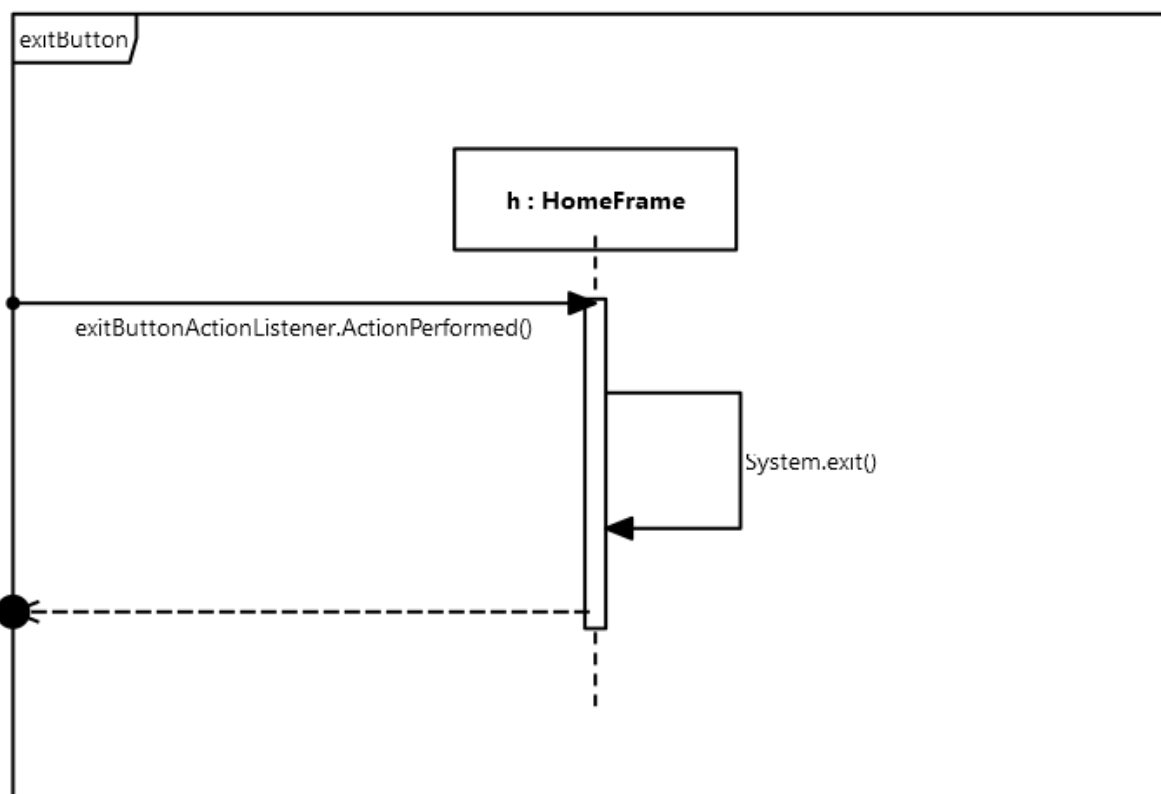 exitButton
h : HomeFrame
exitButtonActionListener.ActionPerformed()
System.exit()